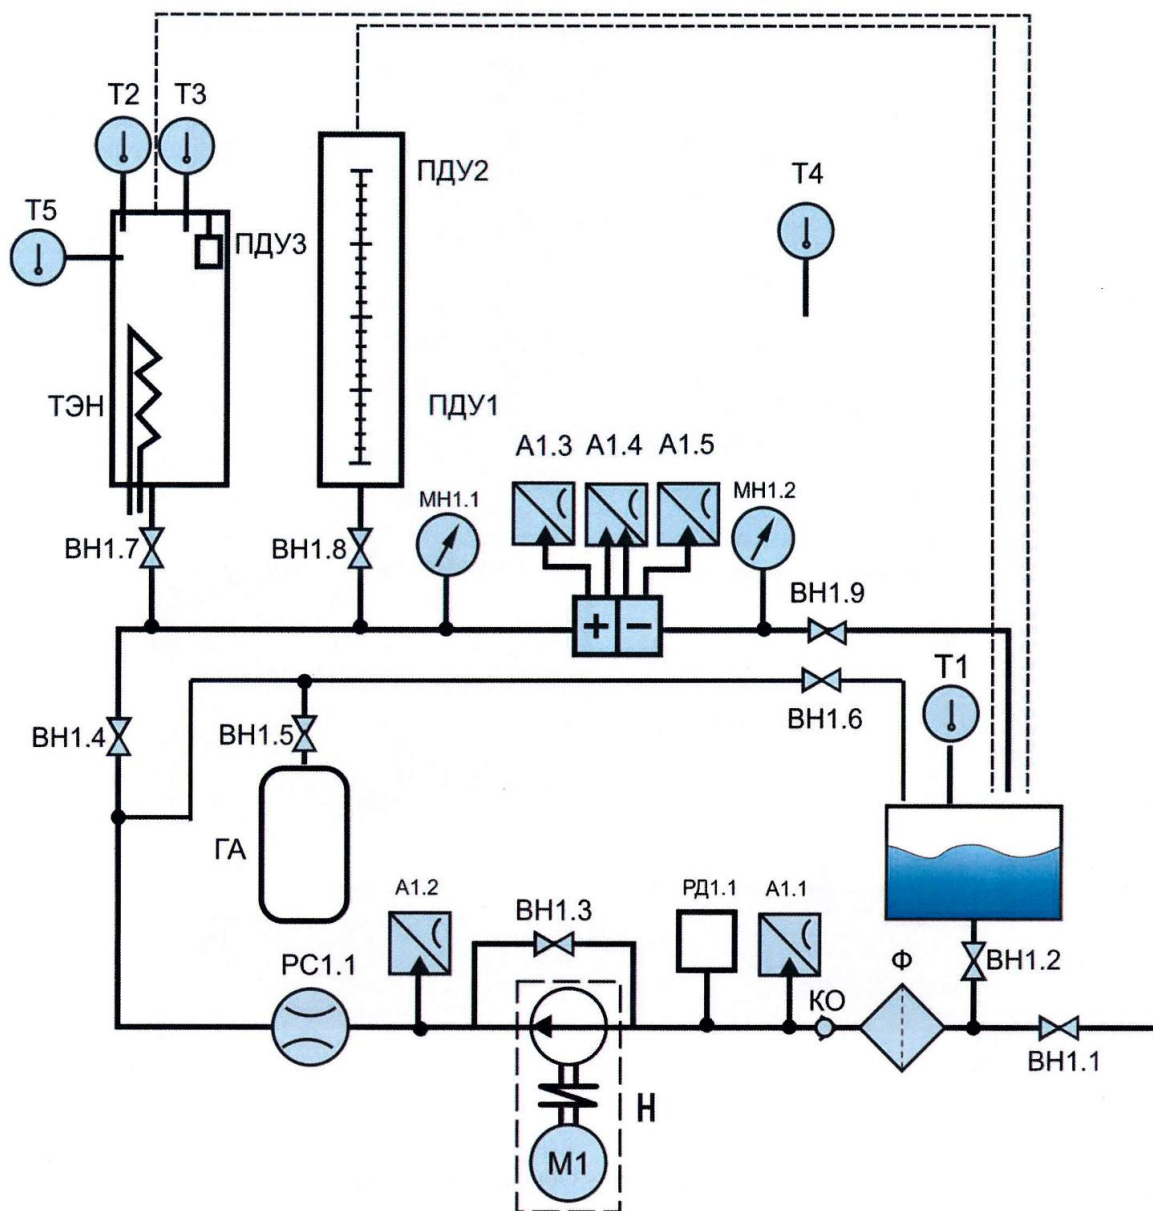 Т2
Т3
Т5
ПДУ3
ПДУ2
Т4
ТЭН
ПДУ1
А1.3
А1.4
А1.5
МН1.1
МН1.2
ВН1.7
ВН1.8
ВН1.9
+
−
Т1
ВН1.4
ВН1.5
ВН1.6
ГА
А1.2
ВН1.3
РД1.1
А1.1
РС1.1
КО
Ф
ВН1.2
ВН1.1
Н
М1